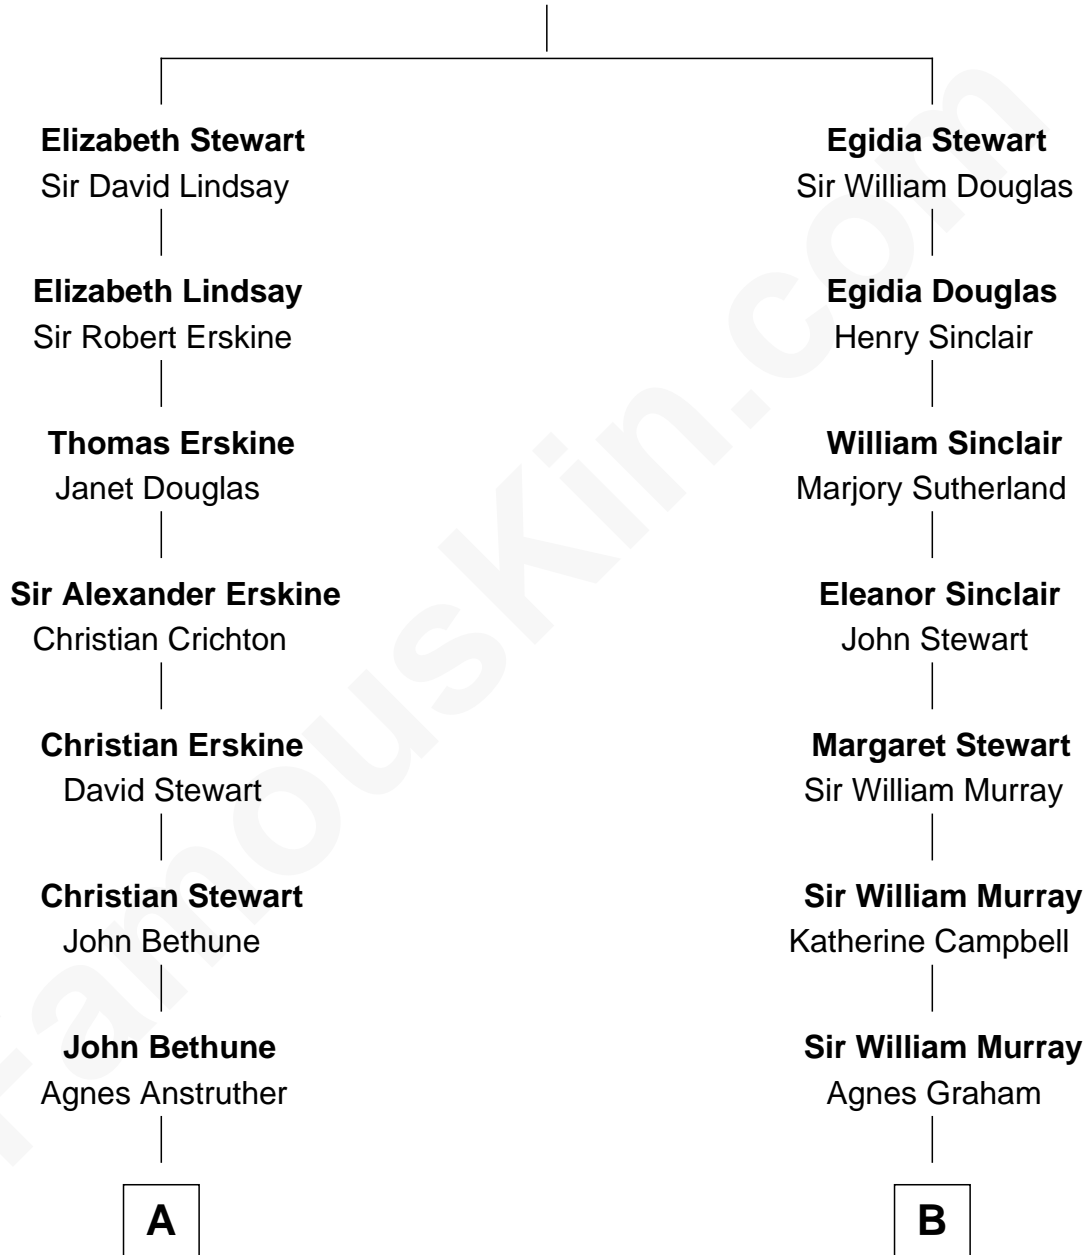 Elizabeth Stewart
Sir David Lindsay
Elizabeth Lindsay
Sir Robert Erskine
Thomas Erskine
Janet Douglas
Sir Alexander Erskine
Christian Crichton
Christian Erskine
David Stewart
Christian Stewart
John Bethune
John Bethune
Agnes Anstruther
A
Egidia Stewart
Sir William Douglas
Egidia Douglas
Henry Sinclair
William Sinclair
Marjory Sutherland
Eleanor Sinclair
John Stewart
Margaret Stewart
Sir William Murray
Sir William Murray
Katherine Campbell
Sir William Murray
Agnes Graham
B
FamousKin.com